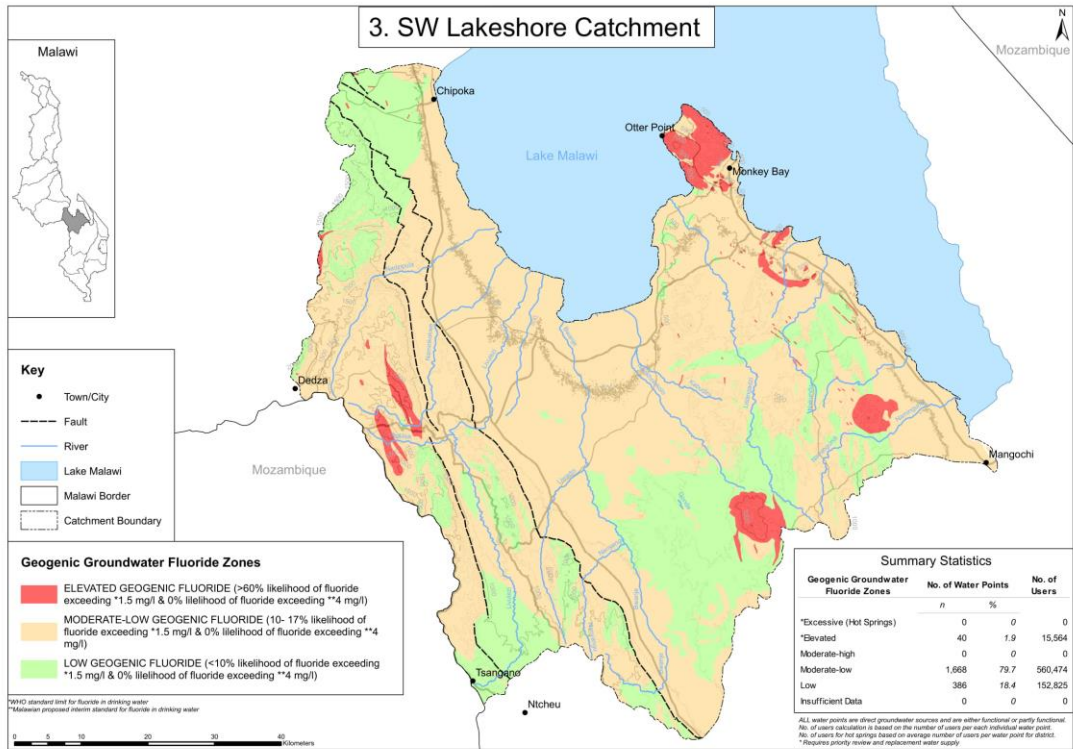 3. SW Lakeshore Catchment
N
Mozambique
Malawi
Chipoka
Otter Point
Lake Malawi
Monkey Bay
Dedza
Mozambique
Mangochi
Tsangano
Ntcheu
Key
Town/City
Fault
River
Lake Malawi
Malawi Border
Catchment Boundary
Geogenic Groundwater Fluoride Zones
ELEVATED GEOGENIC FLUORIDE (>60% likelihood of fluoride
exceeding *1.5 mg/l & 0% lilelihood of fluoride exceeding **4 mg/l)
MODERATE-LOW GEOGENIC FLUORIDE (10- 17% likelihood of
fluoride exceeding *1.5 mg/l & 0% lilelihood of fluoride exceeding **4
mg/l)
LOW GEOGENIC FLUORIDE (<10% likelihood of fluoride exceeding
*1.5 mg/l & 0% lilelihood of fluoride exceeding **4 mg/l)
*WHO standard limit for fluoride in drinking water
**Malawian proposed interim standard for fluoride in drinking water
0 5 10 20 30 40
Kilometers
Summary Statistics
Geogenic Groundwater Fluoride Zones No. of Water Points No. of Users
n %
*Excessive (Hot Springs) 0 0 0
*Elevated 40 1.9 15,564
Moderate-high 0 0 0
Moderate-low 1,668 79.7 560,474
Low 386 18.4 152,825
Insufficient Data 0 0 0
ALL water points are direct groundwater sources and are either functional or partly functional.
No. of users calculation is based on the number of users per each individual water point.
No. of users for hot springs based on average number of users per water point for district.
* Requires priority review and replacement water supply